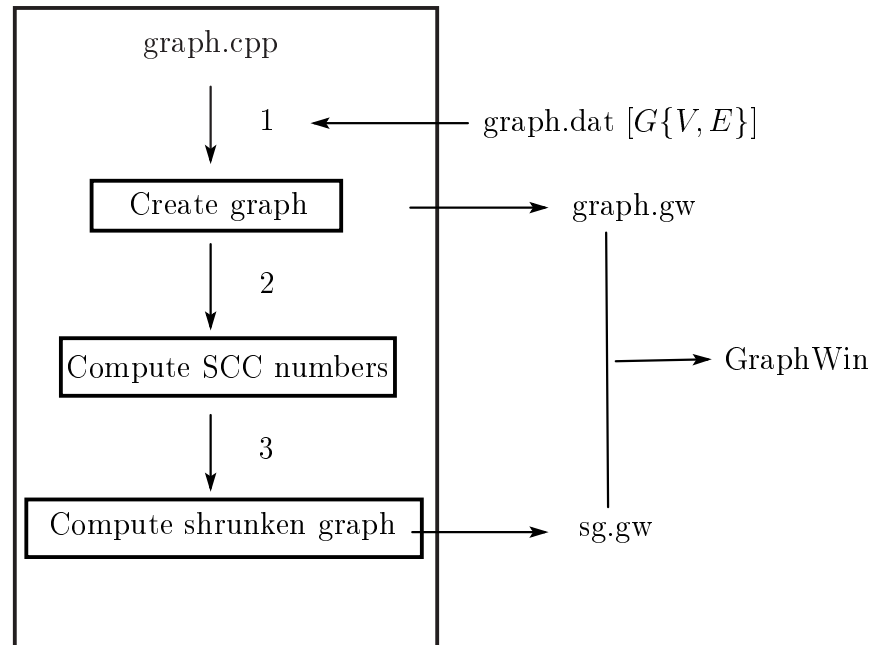 graph.cpp
1
graph.dat [G{V, E}]
Create graph
graph.gw
2
Compute SCC numbers
GraphWin
3
Compute shrunken graph
sg.gw